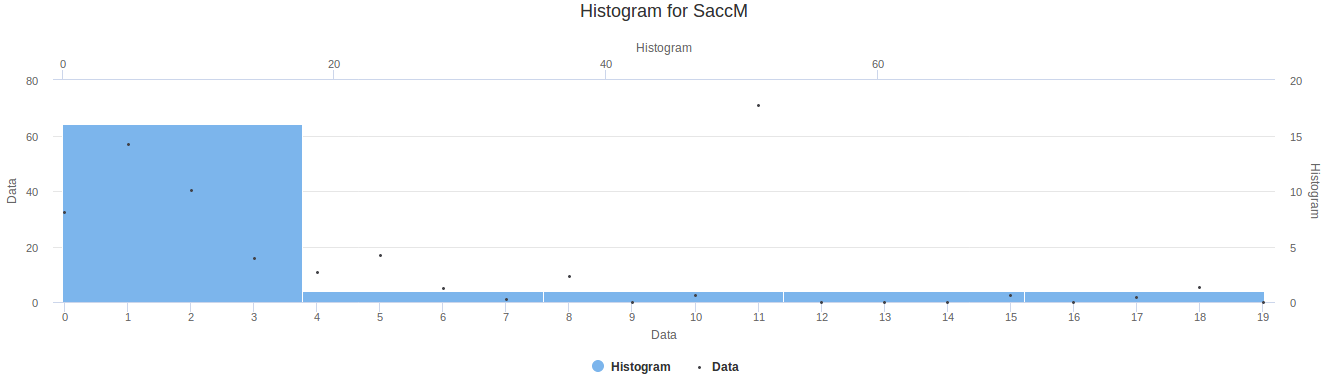 Histogram for SaccM
Histogram
0 20 40 60
80 20
60 15
40 10
20 5
0 0
Data
Histogram
0 1 2 3 4 5 6 7 8 9 10 11 12 13 14 15 16 17 18 19
Data
Histogram Data